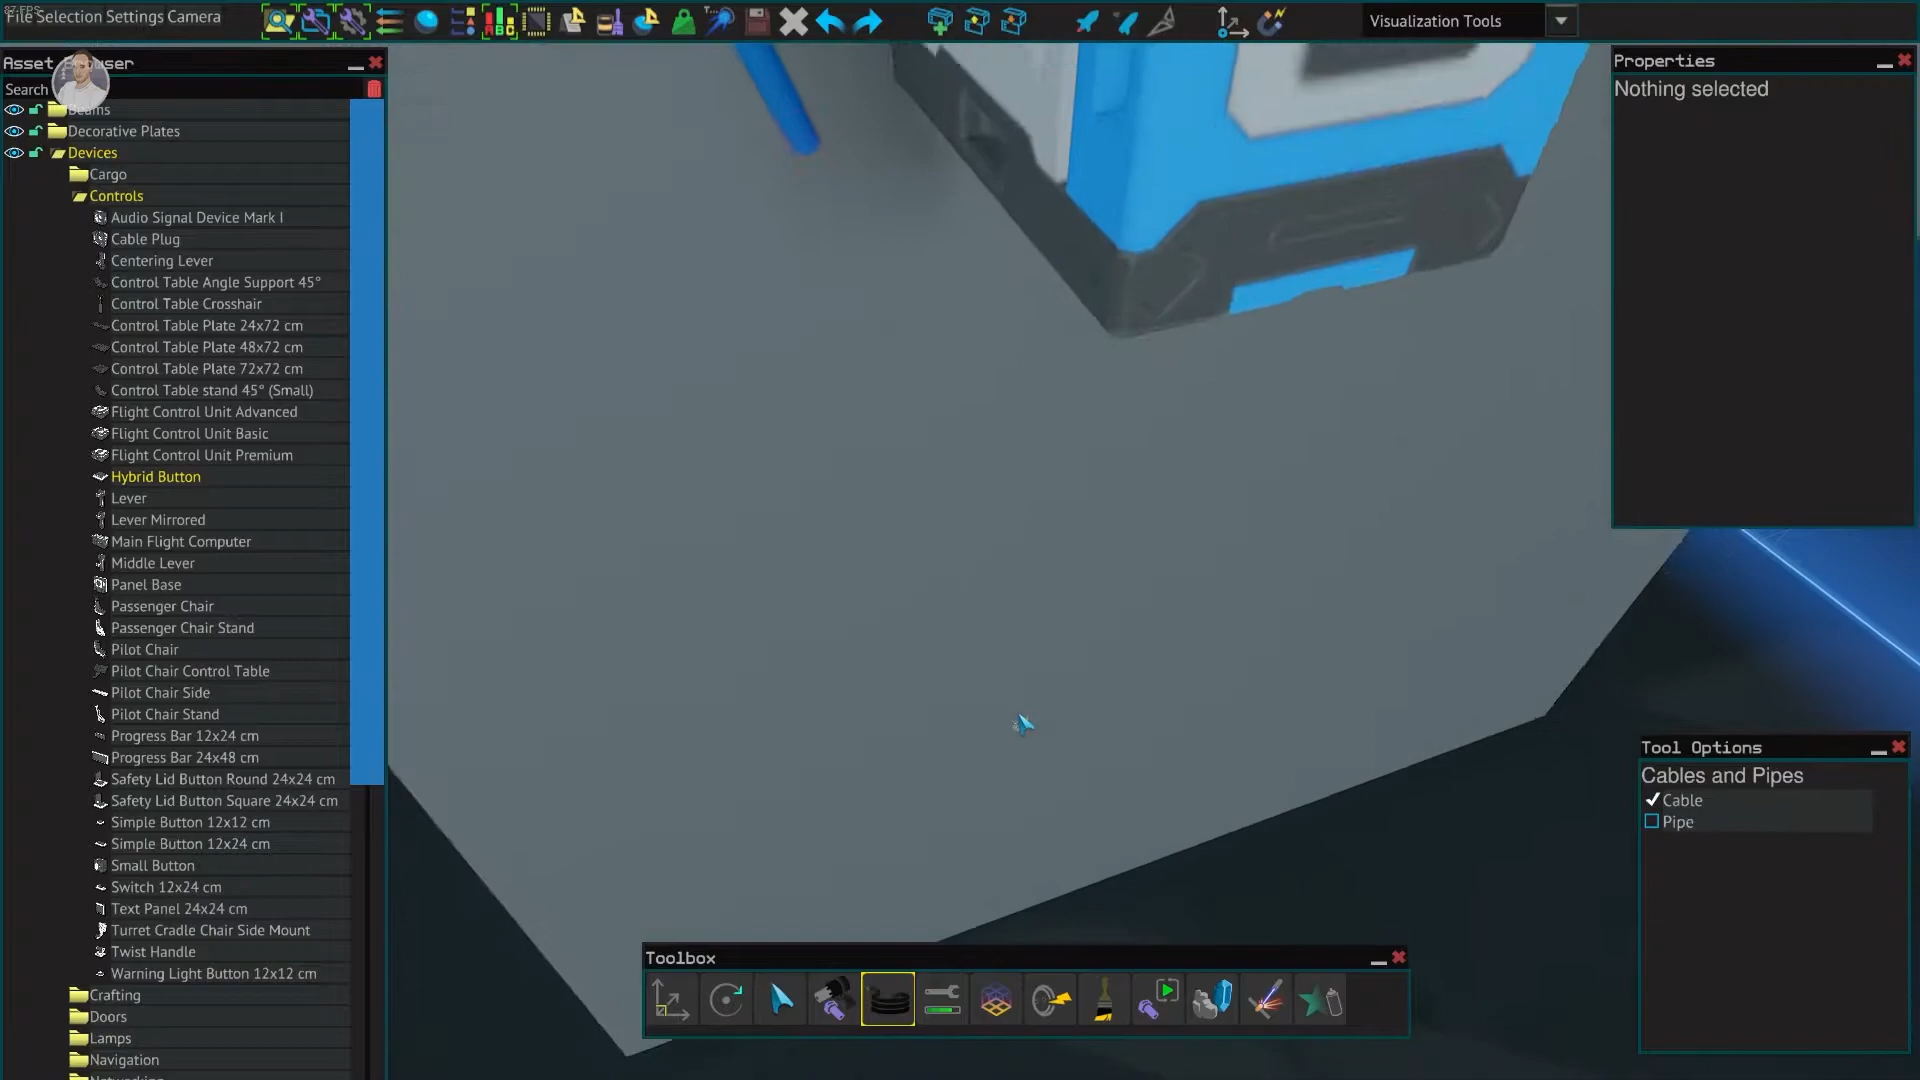 File Selection Settings Camera
Visualization Tools
Asset
Search
Beams
Decorative Plates
Devices
Cargo
Controls
Audio Signal Device Mark I
Cable Plug
Centering Lever
Control Table Angle Support 45°
Control Table Crosshair
Control Table Plate 24x72 cm
Control Table Plate 48x72 cm
Control Table Plate 72x72 cm
Control Table stand 45° (Small)
Flight Control Unit Advanced
Flight Control Unit Basic
Flight Control Unit Premium
Hybrid Button
Lever
Lever Mirrored
Main Flight Computer
Middle Lever
Panel Base
Passenger Chair
Passenger Chair Stand
Pilot Chair
Pilot Chair Control Table
Pilot Chair Side
Pilot Chair Stand
Progress Bar 12x24 cm
Progress Bar 24x48 cm
Safety Lid Button Round 24x24 cm
Safety Lid Button Square 24x24 cm
Simple Button 12x12 cm
Simple Button 12x24 cm
Small Button
Switch 12x24 cm
Text Panel 24x24 cm
Turret Cradle Chair Side Mount
Twist Handle
Warning Light Button 12x12 cm
Crafting
Doors
Lamps
Navigation
Properties
Nothing selected
Tool Options
Cables and Pipes
Cable
Pipe
Toolbox
ABC